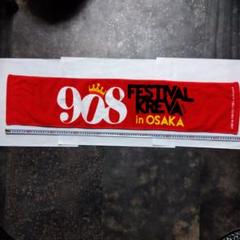 908
FESTIVAL
KREVA
in OSAKA